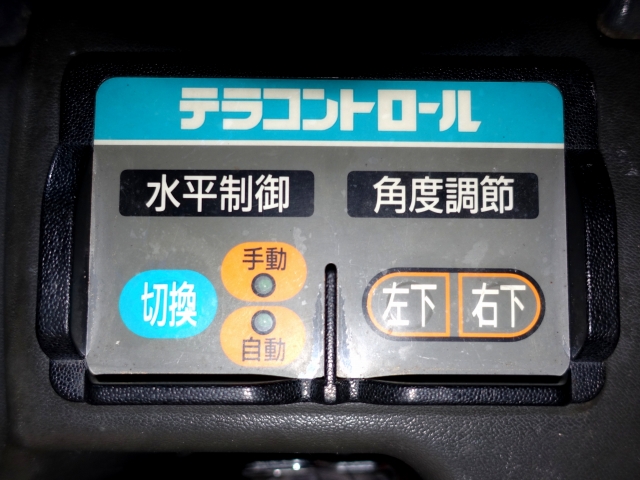 テラコントロール
水平制御
角度調節
切換
手動
自動
左下
右下